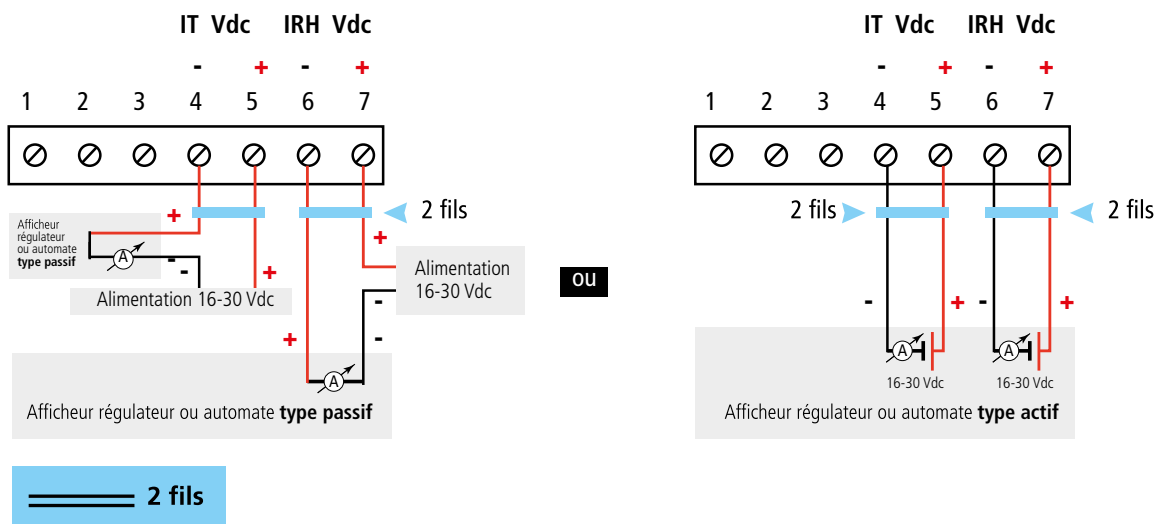 IT Vdc IRH Vdc
- + - +
1 2 3 4 5 6 7
2 fils
+
Afficheur
régulateur
ou automate
type passif
A
-
-
+
Alimentation 16-30 Vdc
+
Alimentation
16-30 Vdc
-
+
-
A
Afficheur régulateur ou automate type passif
2 fils
ou
IT Vdc IRH Vdc
- + - +
1 2 3 4 5 6 7
2 fils
2 fils
- + - +
A
A
16-30 Vdc
16-30 Vdc
Afficheur régulateur ou automate type actif